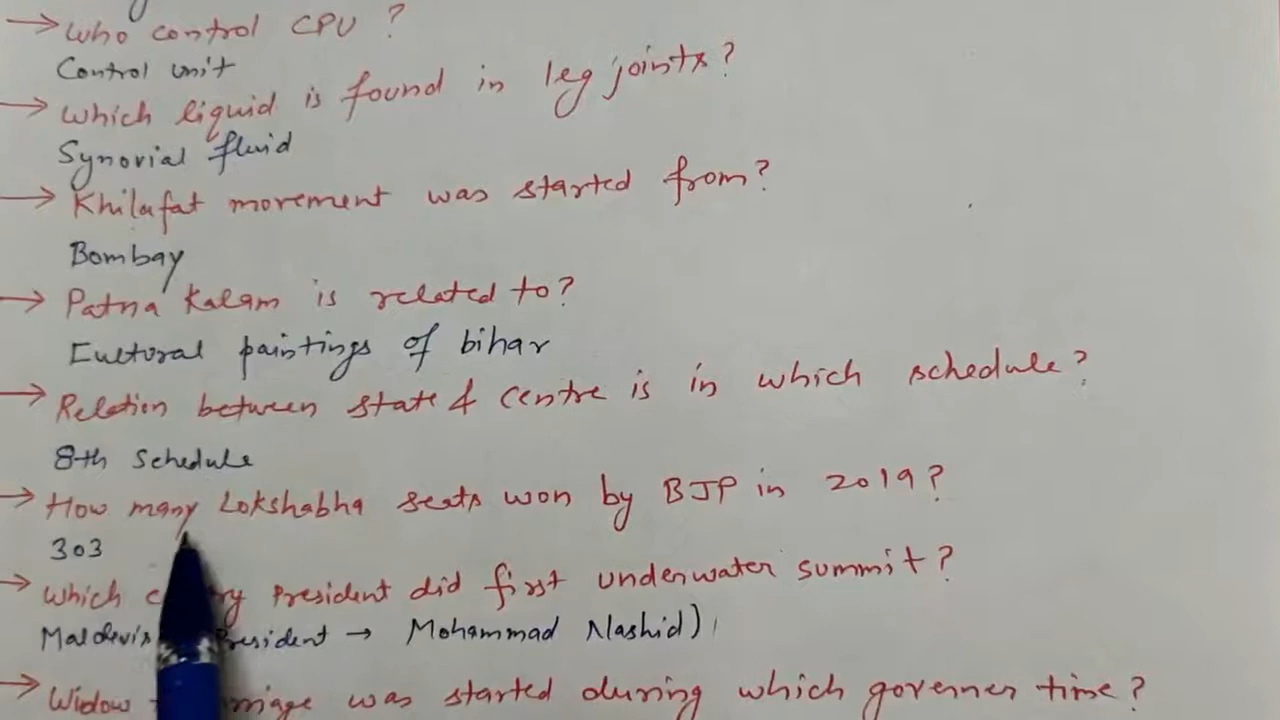 → Who control CPU ?
Control unit
→ Which liquid is found in leg joints?
Synovial fluid
→ Khilafat movement was started from?
Bombay
→ Patna Kalam is related to?
Cultural paintings of bihar
→ Relation between state & centre is in which schedule?
8th Schedule
→ How many Lokshabha seats won by BJP in 2019?
303
→ Which President did first underwater summit?
President → Mohammad Nashid)
→ Widow was started during which governer time?